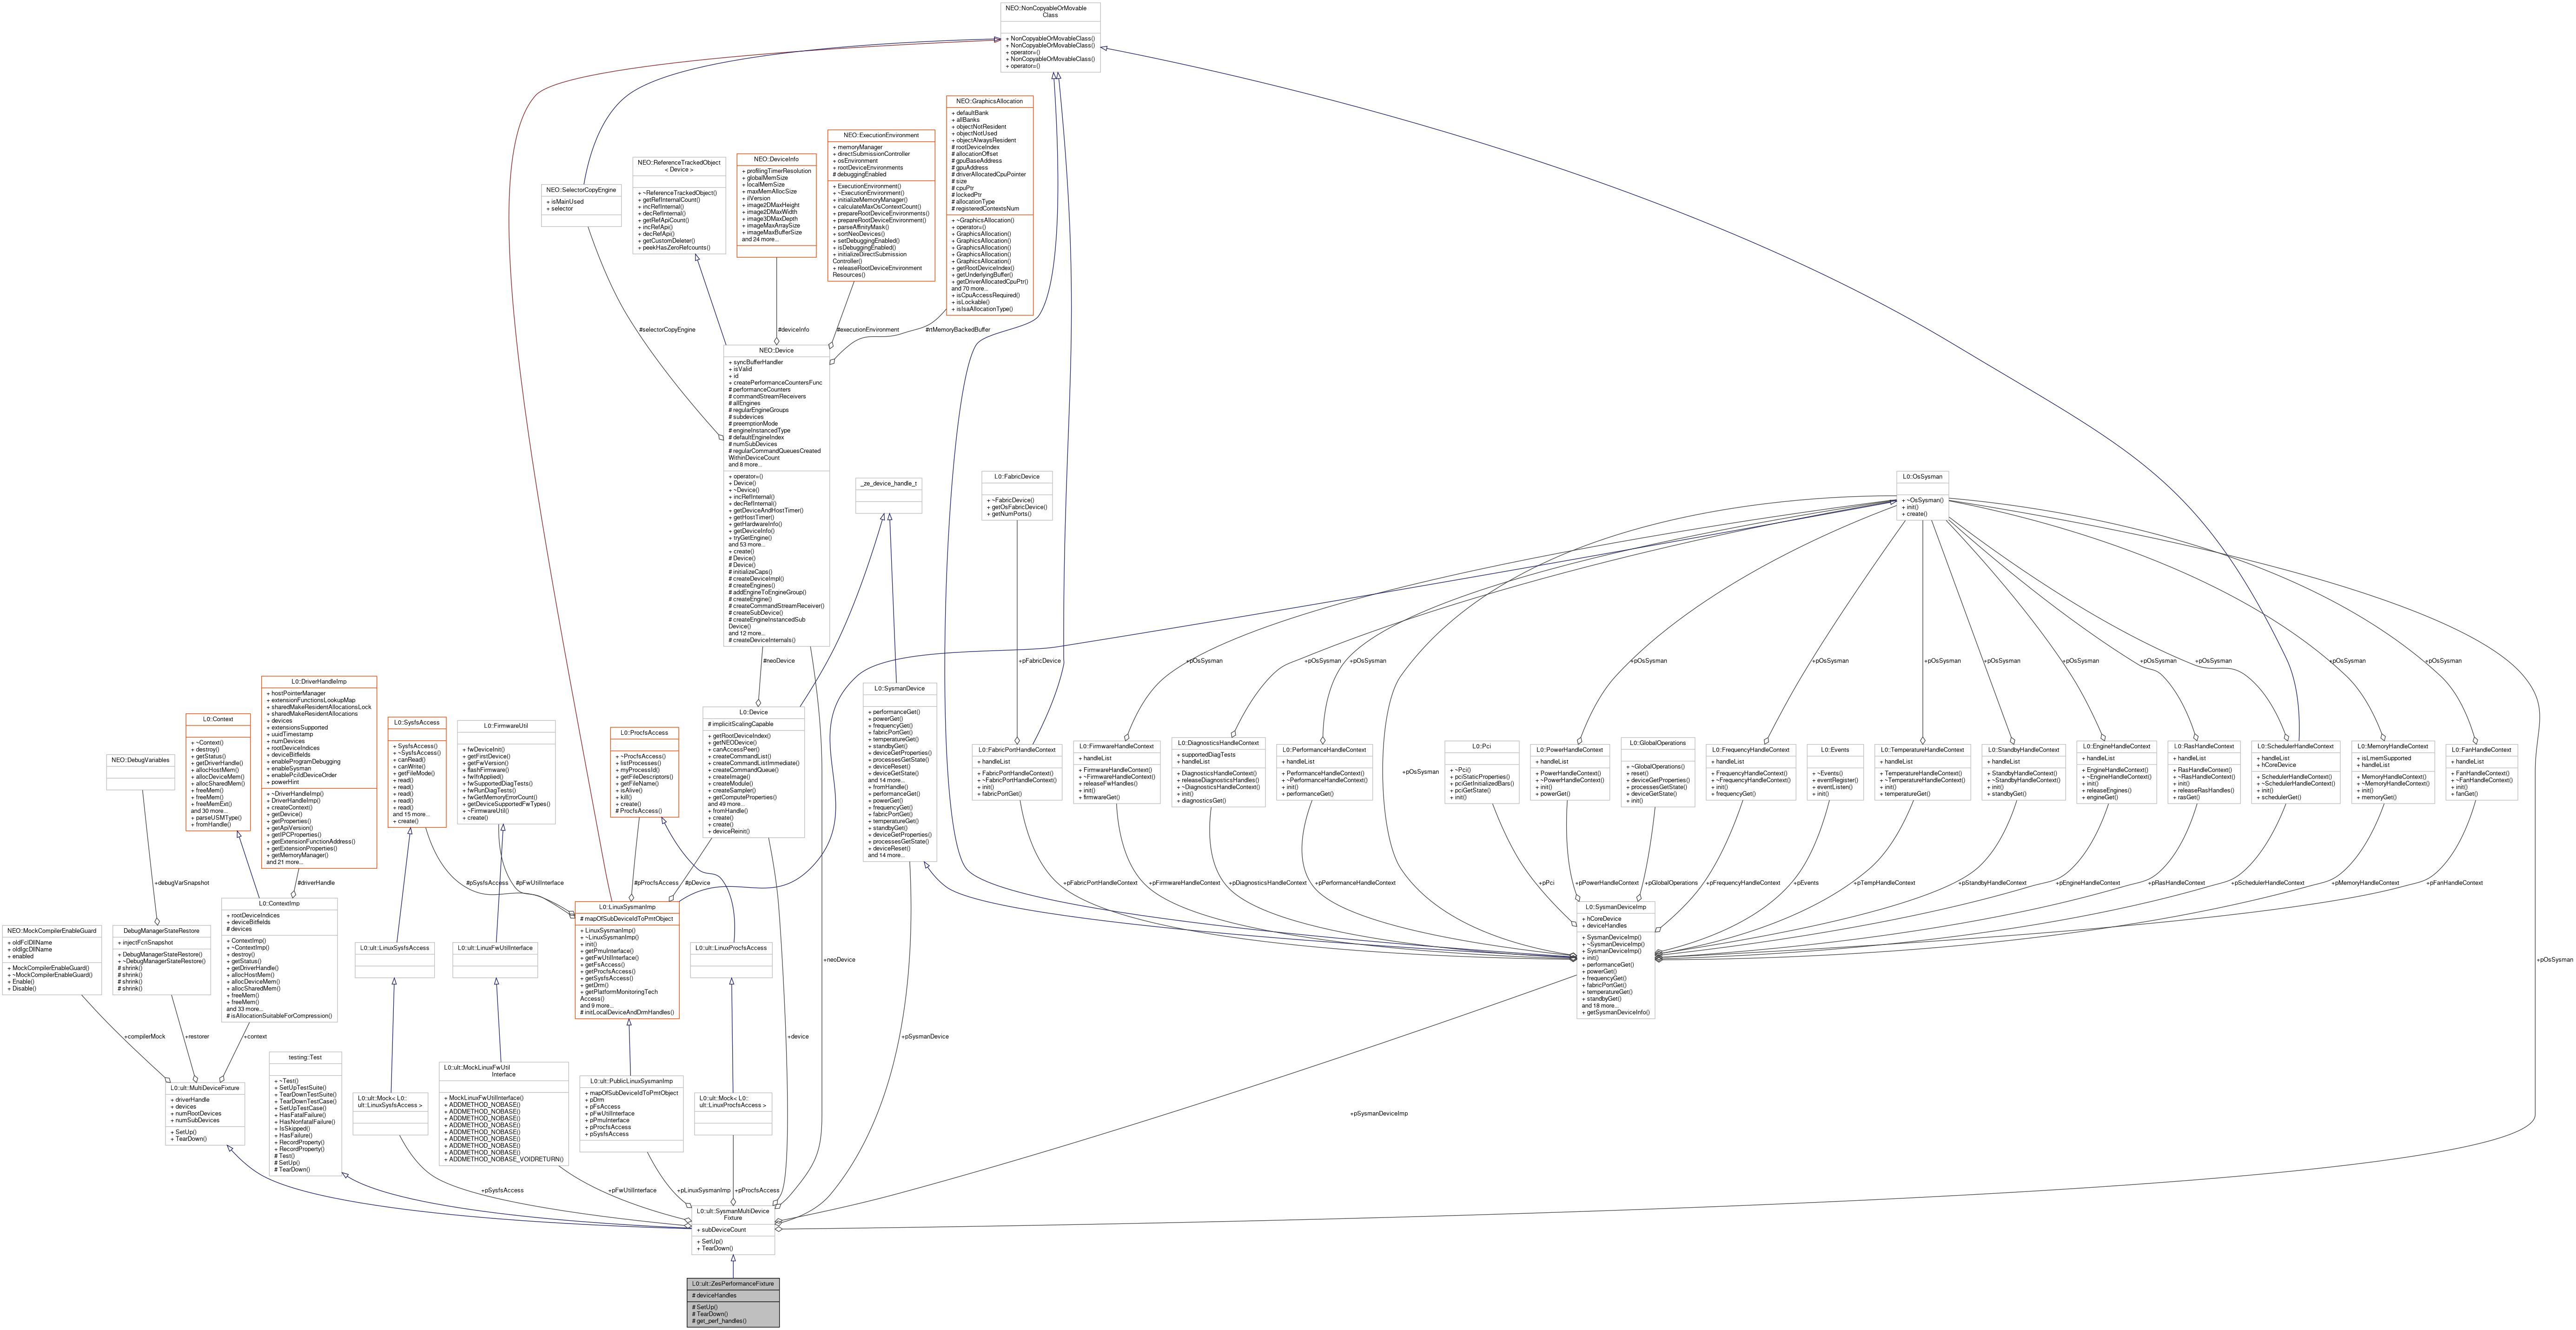 NEO::NonCopyableOrMovable
Class
+ NonCopyableOrMovableClass()
+ NonCopyableOrMovableClass()
+ operator=()
+ NonCopyableOrMovableClass()
+ operator=()
NEO::GraphicsAllocation
+ defaultBank
+ allBanks
+ objectNotResident
+ objectNotUsed
+ objectAlwaysResident
# rootDeviceIndex
# allocationOffset
# gpuBaseAddress
# gpuAddress
# driverAllocatedCpuPointer
# size
# cpuPtr
# lockedPtr
# allocationType
# registeredContextsNum
+ ~GraphicsAllocation()
+ operator=()
+ GraphicsAllocation()
+ GraphicsAllocation()
+ GraphicsAllocation()
+ GraphicsAllocation()
+ GraphicsAllocation()
+ getRootDeviceIndex()
+ getUnderlyingBuffer()
+ getDriverAllocatedCpuPtr()
and 70 more...
+ isCpuAccessRequired()
+ isLockable()
+ isIsaAllocationType()
NEO::ExecutionEnvironment
+ memoryManager
+ directSubmissionController
+ osEnvironment
+ rootDeviceEnvironments
# debuggingEnabled
+ ExecutionEnvironment()
+ ~ExecutionEnvironment()
+ initializeMemoryManager()
+ calculateMaxOsContextCount()
+ prepareRootDeviceEnvironments()
+ prepareRootDeviceEnvironment()
+ parseAffinityMask()
+ sortNeoDevices()
+ setDebuggingEnabled()
+ isDebuggingEnabled()
+ initializeDirectSubmission
Controller()
+ releaseRootDeviceEnvironment
Resources()
NEO::DeviceInfo
+ profilingTimerResolution
+ globalMemSize
+ localMemSize
+ maxMemAllocSize
+ ilVersion
+ image2DMaxHeight
+ image2DMaxWidth
+ image3DMaxDepth
+ imageMaxArraySize
+ imageMaxBufferSize
and 24 more...
NEO::ReferenceTrackedObject
< Device >
+ ~ReferenceTrackedObject()
+ getRefInternalCount()
+ incRefInternal()
+ decRefInternal()
+ getRefApiCount()
+ incRefApi()
+ decRefApi()
+ getCustomDeleter()
+ peekHasZeroRefcounts()
NEO::SelectorCopyEngine
+ isMainUsed
+ selector
#selectorCopyEngine
#deviceInfo
#executionEnvironment
#rtMemoryBackedBuffer
NEO::Device
+ syncBufferHandler
+ isValid
+ id
+ createPerformanceCountersFunc
# performanceCounters
# commandStreamReceivers
# allEngines
# regularEngineGroups
# subdevices
# preemptionMode
# engineInstancedType
# defaultEngineIndex
# numSubDevices
# regularCommandQueuesCreated
WithinDeviceCount
and 8 more...
+ operator=()
+ Device()
+ ~Device()
+ incRefInternal()
+ decRefInternal()
+ getDeviceAndHostTimer()
+ getHostTimer()
+ getHardwareInfo()
+ getDeviceInfo()
+ tryGetEngine()
and 53 more...
+ create()
# Device()
# Device()
# initializeCaps()
# createDeviceImpl()
# createEngines()
# addEngineToEngineGroup()
# createEngine()
# createCommandStreamReceiver()
# createSubDevice()
# createEngineInstancedSub
Device()
and 12 more...
# createDeviceInternals()
_ze_device_handle_t
L0::FabricDevice
+ ~FabricDevice()
+ getOsFabricDevice()
+ getNumPorts()
L0::OsSysman
+ ~OsSysman()
+ init()
+ create()
#neoDevice
+pFabricDevice
+pOsSysman
+pOsSysman
+pOsSysman
+pOsSysman
+pOsSysman
+pOsSysman
+pOsSysman
+pOsSysman
+pOsSysman
+pOsSysman
+pOsSysman
+pOsSysman
L0::DriverHandleImp
+ hostPointerManager
+ extensionFunctionsLookupMap
+ sharedMakeResidentAllocationsLock
+ sharedMakeResidentAllocations
+ devices
+ extensionsSupported
+ uuidTimestamp
+ numDevices
+ rootDeviceIndices
+ deviceBitfields
+ enableProgramDebugging
+ enableSysman
+ enablePciIdDeviceOrder
+ powerHint
+ ~DriverHandleImp()
+ DriverHandleImp()
+ createContext()
+ getDevice()
+ getProperties()
+ getApiVersion()
+ getIPCProperties()
+ getExtensionFunctionAddress()
+ getExtensionProperties()
+ getMemoryManager()
and 21 more...
L0::Context
+ ~Context()
+ destroy()
+ getStatus()
+ getDriverHandle()
+ allocHostMem()
+ allocDeviceMem()
+ allocSharedMem()
+ freeMem()
+ freeMem()
+ freeMemExt()
and 30 more...
+ parseUSMType()
+ fromHandle()
L0::SysfsAccess
+ SysfsAccess()
+ ~SysfsAccess()
+ canRead()
+ canWrite()
+ getFileMode()
+ read()
+ read()
+ read()
+ read()
+ read()
and 15 more...
+ create()
L0::FirmwareUtil
+ fwDeviceInit()
+ getFirstDevice()
+ getFwVersion()
+ flashFirmware()
+ fwIfrApplied()
+ fwSupportedDiagTests()
+ fwRunDiagTests()
+ fwGetMemoryErrorCount()
+ getDeviceSupportedFwTypes()
+ ~FirmwareUtil()
+ create()
L0::ProcfsAccess
+ ~ProcfsAccess()
+ listProcesses()
+ myProcessId()
+ getFileDescriptors()
+ getFileName()
+ isAlive()
+ kill()
+ create()
# ProcfsAccess()
L0::Device
# implicitScalingCapable
+ getRootDeviceIndex()
+ getNEODevice()
+ canAccessPeer()
+ createCommandList()
+ createCommandListImmediate()
+ createCommandQueue()
+ createImage()
+ createModule()
+ createSampler()
+ getComputeProperties()
and 49 more...
+ fromHandle()
+ create()
+ create()
+ deviceReinit()
L0::SysmanDevice
+ performanceGet()
+ powerGet()
+ frequencyGet()
+ fabricPortGet()
+ temperatureGet()
+ standbyGet()
+ deviceGetProperties()
+ processesGetState()
+ deviceReset()
+ deviceGetState()
and 14 more...
+ fromHandle()
+ performanceGet()
+ powerGet()
+ frequencyGet()
+ fabricPortGet()
+ temperatureGet()
+ standbyGet()
+ deviceGetProperties()
+ processesGetState()
+ deviceReset()
and 14 more...
L0::FabricPortHandleContext
+ handleList
+ FabricPortHandleContext()
+ ~FabricPortHandleContext()
+ init()
+ fabricPortGet()
L0::FirmwareHandleContext
+ handleList
+ FirmwareHandleContext()
+ ~FirmwareHandleContext()
+ releaseFwHandles()
+ init()
+ firmwareGet()
L0::DiagnosticsHandleContext
+ supportedDiagTests
+ handleList
+ DiagnosticsHandleContext()
+ releaseDiagnosticsHandles()
+ ~DiagnosticsHandleContext()
+ init()
+ diagnosticsGet()
L0::PerformanceHandleContext
+ handleList
+ PerformanceHandleContext()
+ ~PerformanceHandleContext()
+ init()
+ performanceGet()
+pOsSysman
L0::Pci
+ ~Pci()
+ pciStaticProperties()
+ pciGetInitializedBars()
+ pciGetState()
+ init()
L0::PowerHandleContext
+ handleList
+ PowerHandleContext()
+ ~PowerHandleContext()
+ init()
+ powerGet()
L0::GlobalOperations
+ ~GlobalOperations()
+ reset()
+ deviceGetProperties()
+ processesGetState()
+ deviceGetState()
+ init()
L0::FrequencyHandleContext
+ handleList
+ FrequencyHandleContext()
+ ~FrequencyHandleContext()
+ init()
+ frequencyGet()
L0::Events
+ ~Events()
+ eventRegister()
+ eventListen()
+ init()
L0::TemperatureHandleContext
+ handleList
+ TemperatureHandleContext()
+ ~TemperatureHandleContext()
+ init()
+ temperatureGet()
L0::StandbyHandleContext
+ handleList
+ StandbyHandleContext()
+ ~StandbyHandleContext()
+ init()
+ standbyGet()
L0::EngineHandleContext
+ handleList
+ EngineHandleContext()
+ ~EngineHandleContext()
+ init()
+ releaseEngines()
+ engineGet()
L0::RasHandleContext
+ handleList
+ RasHandleContext()
+ ~RasHandleContext()
+ init()
+ releaseRasHandles()
+ rasGet()
L0::SchedulerHandleContext
+ handleList
+ hCoreDevice
+ SchedulerHandleContext()
+ ~SchedulerHandleContext()
+ init()
+ schedulerGet()
L0::MemoryHandleContext
+ isLmemSupported
+ handleList
+ MemoryHandleContext()
+ ~MemoryHandleContext()
+ init()
+ memoryGet()
L0::FanHandleContext
+ handleList
+ FanHandleContext()
+ ~FanHandleContext()
+ init()
+ fanGet()
NEO::DebugVariables
+debugVarSnapshot
#driverHandle
#pSysfsAccess
#pFwUtilInterface
#pProcfsAccess
#pDevice
+pFabricPortHandleContext
+pFirmwareHandleContext
+pDiagnosticsHandleContext
+pPerformanceHandleContext
+pPci
+pPowerHandleContext
+pGlobalOperations
+pFrequencyHandleContext
+pEvents
+pTempHandleContext
+pStandbyHandleContext
+pEngineHandleContext
+pRasHandleContext
+pSchedulerHandleContext
+pMemoryHandleContext
+pFanHandleContext
NEO::MockCompilerEnableGuard
+ oldFclDllName
+ oldIgcDllName
+ enabled
+ MockCompilerEnableGuard()
+ ~MockCompilerEnableGuard()
+ Enable()
+ Disable()
DebugManagerStateRestore
+ injectFcnSnapshot
+ DebugManagerStateRestore()
+ ~DebugManagerStateRestore()
# shrink()
# shrink()
# shrink()
# shrink()
L0::ContextImp
+ rootDeviceIndices
+ deviceBitfields
# devices
+ ContextImp()
+ ~ContextImp()
+ destroy()
+ getStatus()
+ getDriverHandle()
+ allocHostMem()
+ allocDeviceMem()
+ allocSharedMem()
+ freeMem()
+ freeMem()
and 33 more...
# isAllocationSuitableForCompression()
L0::ult::LinuxSysfsAccess
L0::ult::LinuxFwUtilInterface
L0::LinuxSysmanImp
# mapOfSubDeviceIdToPmtObject
+ LinuxSysmanImp()
+ ~LinuxSysmanImp()
+ init()
+ getPmuInterface()
+ getFwUtilInterface()
+ getFsAccess()
+ getProcfsAccess()
+ getSysfsAccess()
+ getDrm()
+ getPlatformMonitoringTech
Access()
and 9 more...
# initLocalDeviceAndDrmHandles()
L0::ult::LinuxProcfsAccess
+neoDevice
L0::SysmanDeviceImp
+ hCoreDevice
+ deviceHandles
+ SysmanDeviceImp()
+ ~SysmanDeviceImp()
+ SysmanDeviceImp()
+ init()
+ performanceGet()
+ powerGet()
+ frequencyGet()
+ fabricPortGet()
+ temperatureGet()
+ standbyGet()
and 18 more...
+ getSysmanDeviceInfo()
+pOsSysman
+compilerMock
+restorer
+context
+device
+pSysmanDevice
L0::ult::MultiDeviceFixture
+ driverHandle
+ devices
+ numRootDevices
+ numSubDevices
+ SetUp()
+ TearDown()
testing::Test
+ ~Test()
+ SetUpTestSuite()
+ TearDownTestSuite()
+ TearDownTestCase()
+ SetUpTestCase()
+ HasFatalFailure()
+ HasNonfatalFailure()
+ IsSkipped()
+ HasFailure()
+ RecordProperty()
+ RecordProperty()
# Test()
# SetUp()
# TearDown()
L0::ult::Mock< L0::
ult::LinuxSysfsAccess >
L0::ult::MockLinuxFwUtil
Interface
+ MockLinuxFwUtilInterface()
+ ADDMETHOD_NOBASE()
+ ADDMETHOD_NOBASE()
+ ADDMETHOD_NOBASE()
+ ADDMETHOD_NOBASE()
+ ADDMETHOD_NOBASE()
+ ADDMETHOD_NOBASE()
+ ADDMETHOD_NOBASE()
+ ADDMETHOD_NOBASE()
+ ADDMETHOD_NOBASE_VOIDRETURN()
L0::ult::PublicLinuxSysmanImp
+ mapOfSubDeviceIdToPmtObject
+ pDrm
+ pFsAccess
+ pFwUtilInterface
+ pPmuInterface
+ pProcfsAccess
+ pSysfsAccess
L0::ult::Mock< L0::
ult::LinuxProcfsAccess >
+pSysmanDeviceImp
+pSysfsAccess
+pFwUtilInterface
+pLinuxSysmanImp
+pProcfsAccess
L0::ult::SysmanMultiDevice
Fixture
+ subDeviceCount
+ SetUp()
+ TearDown()
L0::ult::ZesPerformanceFixture
# deviceHandles
# SetUp()
# TearDown()
# get_perf_handles()